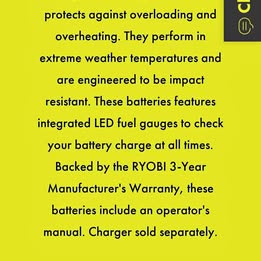 protects against overloading and
overheating. They perform in
extreme weather temperatures and
are engineered to be impact
resistant. These batteries features
integrated LED fuel gauges to check
your battery charge at all times.
Backed by the RYOBI 3-Year
Manufacturer's Warranty, these
batteries include an operator's
manual. Charger sold separately.